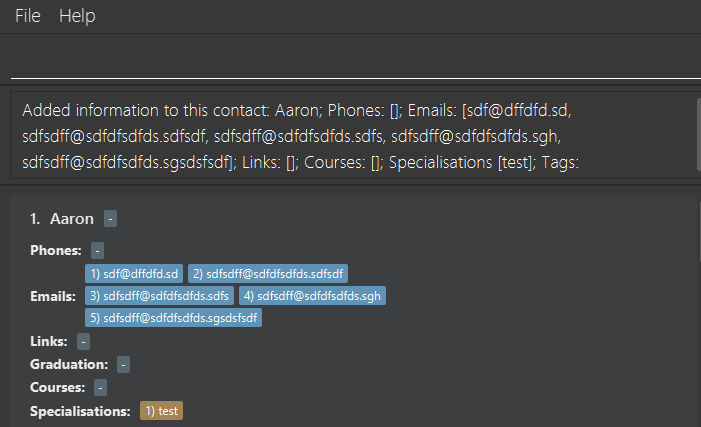 File Help
Added information to this contact: Aaron; Phones: []; Emails: [sdf@dffdfd.sd,
sdfsdff@sdfdfsdfds.sdfsdf, sdfsdff@sdfdfsdfds.sdfs, sdfsdff@sdfdfsdfds.sgh,
sdfsdff@sdfdfsdfds.sgsdsfsdf]; Links: []; Courses: []; Specialisations [test]; Tags:
1. Aaron -
Phones: -
1) sdf@dffdfd.sd 2) sdfsdff@sdfdfsdfds.sdfsdf
Emails: 3) sdfsdff@sdfdfsdfds.sdfs 4) sdfsdff@sdfdfsdfds.sgh
5) sdfsdff@sdfdfsdfds.sgsdsfsdf
Links: -
Graduation: -
Courses: -
Specialisations: 1) test